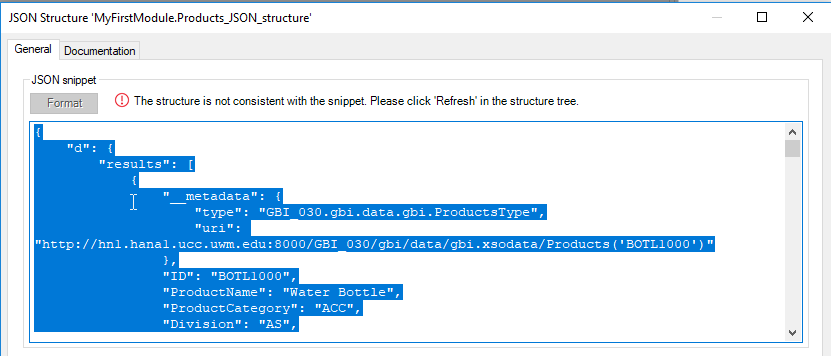 JSON Structure 'MyFirstModule.Products_JSON_structure'
General
Documentation
JSON snippet
Format
The structure is not consistent with the snippet. Please click 'Refresh' in the structure tree.
{
"d": {
"results": [
{
"__metadata": {
"type": "GBI_030.gbi.data.gbi.ProductsType",
"uri":
"http://hn1.hana1.ucc.uwm.edu:8000/GBI_030/gbi/data/gbi.xsodata/Products('BOTL1000')"
},
"ID": "BOTL1000",
"ProductName": "Water Bottle",
"ProductCategory": "ACC",
"Division": "AS",